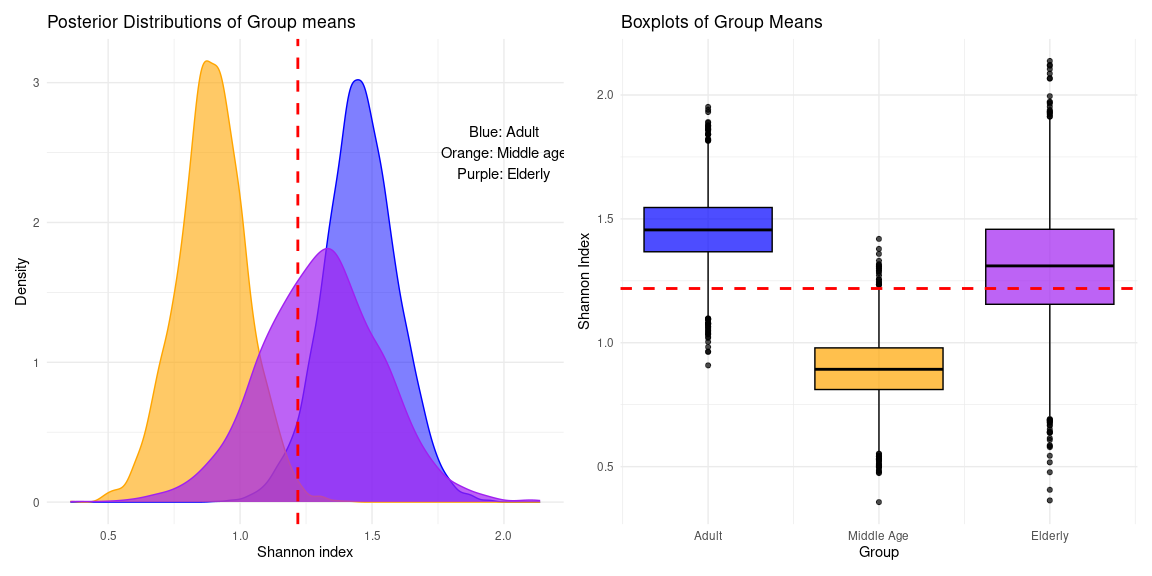 Posterior Distributions of Group means
3
2
1
0
Density
0.5
1.0
1.5
2.0
Shannon index
Blue: Adult
Orange: Middle age
Purple: Elderly
Boxplots of Group Means
2.0
1.5
1.0
0.5
Shannon Index
Adult
Middle Age
Elderly
Group